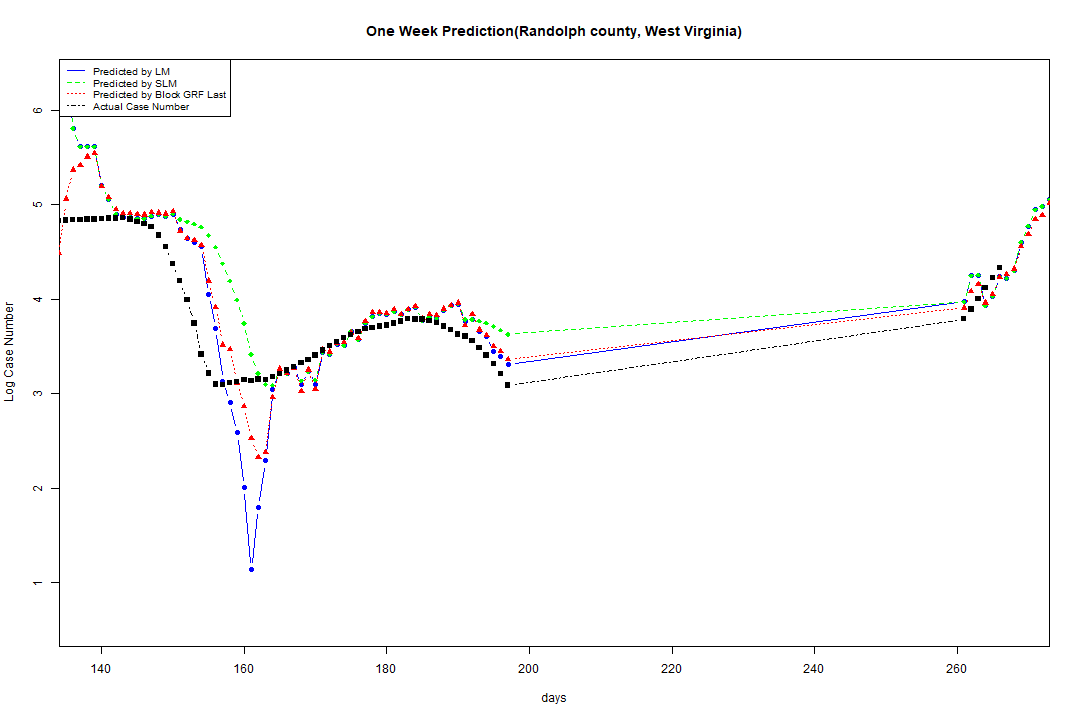 One Week Prediction(Randolph county, West Virginia)
Predicted by LM
Predicted by SLM
Predicted by Block GRF Last
Actual Case Number
6
5
4
3
2
1
Log Case Number
140 160 180 200 220 240 260
days